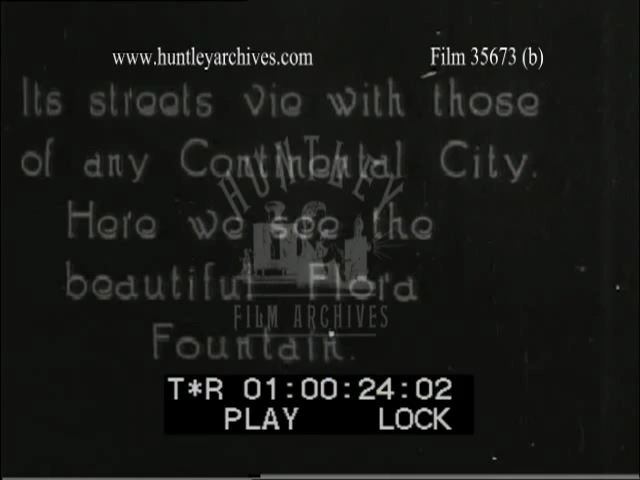 www.huntleyarchives.com Film 35673 (b)
Its streets vie with those
of any Continental City.
Here we see the
beautiful Flora
Fountain.
HUNTLEY
FILM ARCHIVES
T*R 01:00:24:02
PLAY LOCK